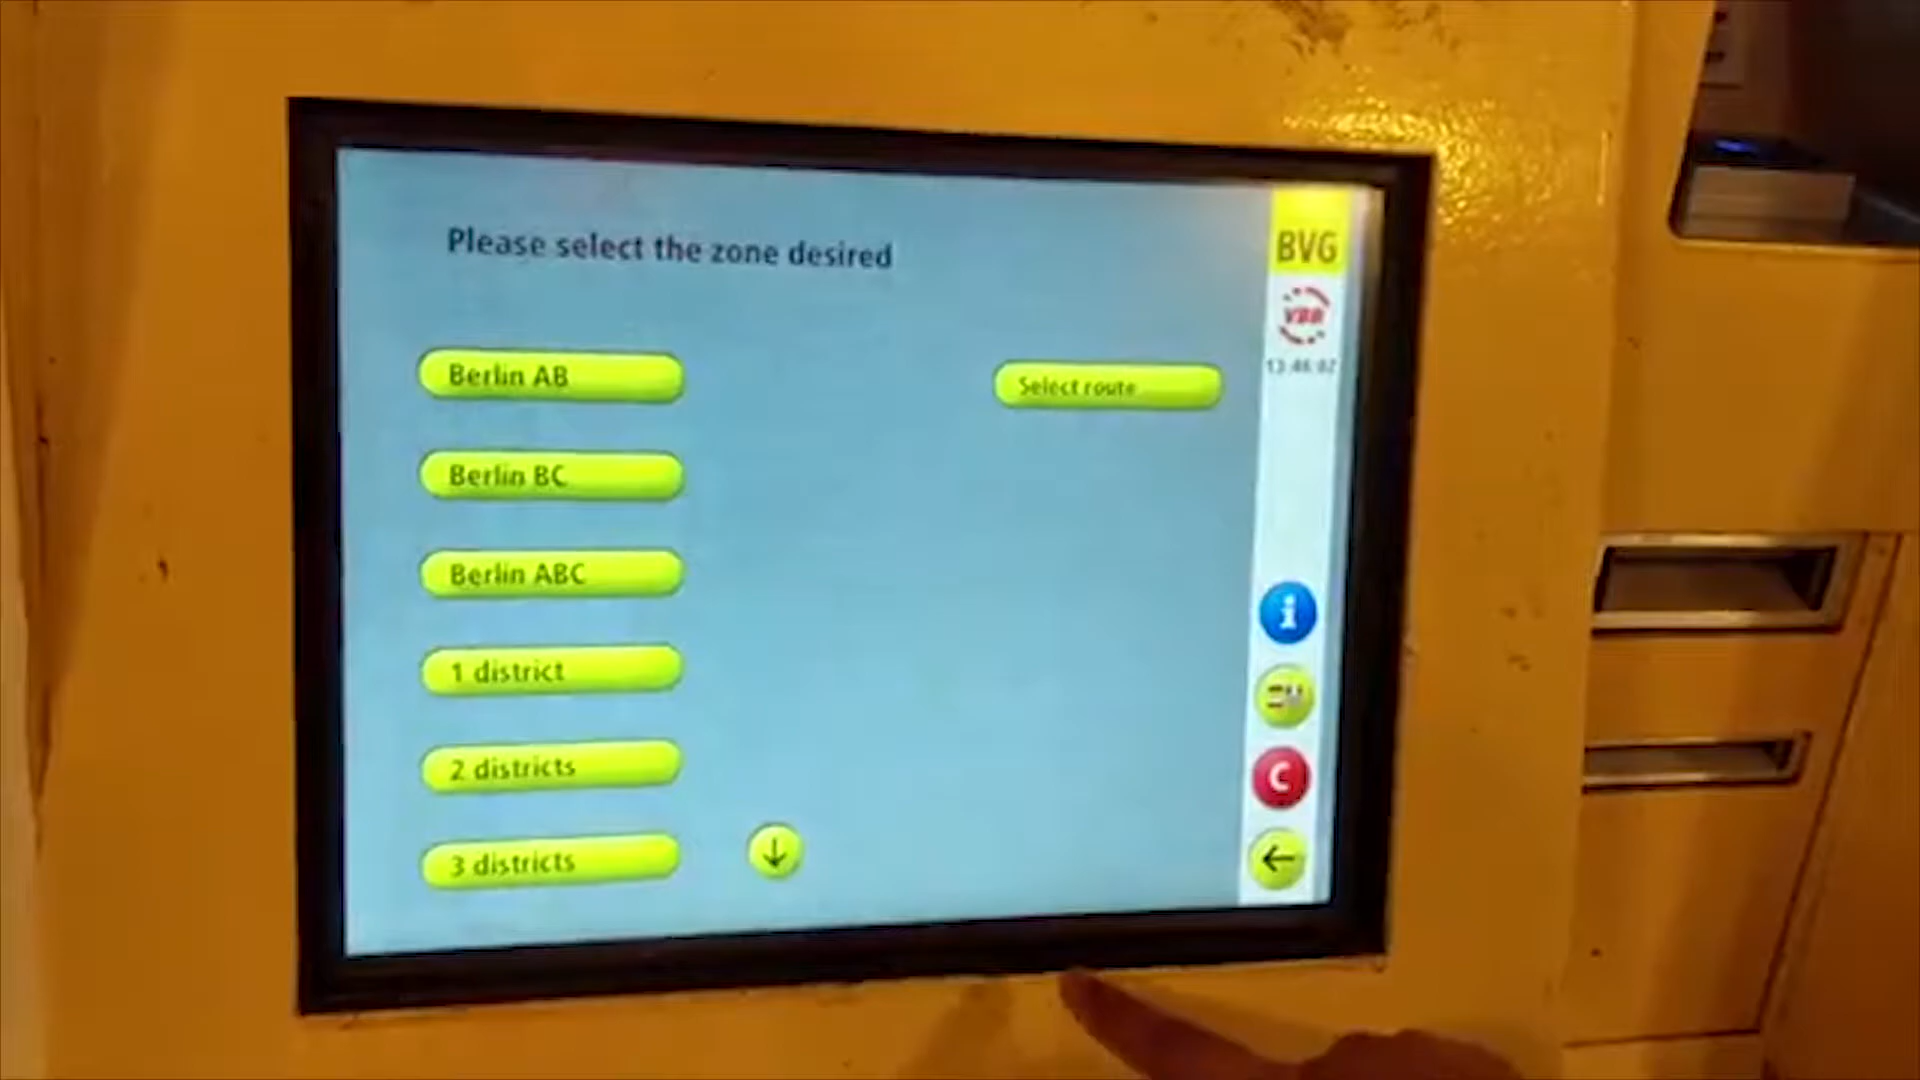 Please select the zone desired
BVG
VBB
Berlin AB
Select route
Berlin BC
Berlin ABC
1 district
i
2 districts
C
3 districts